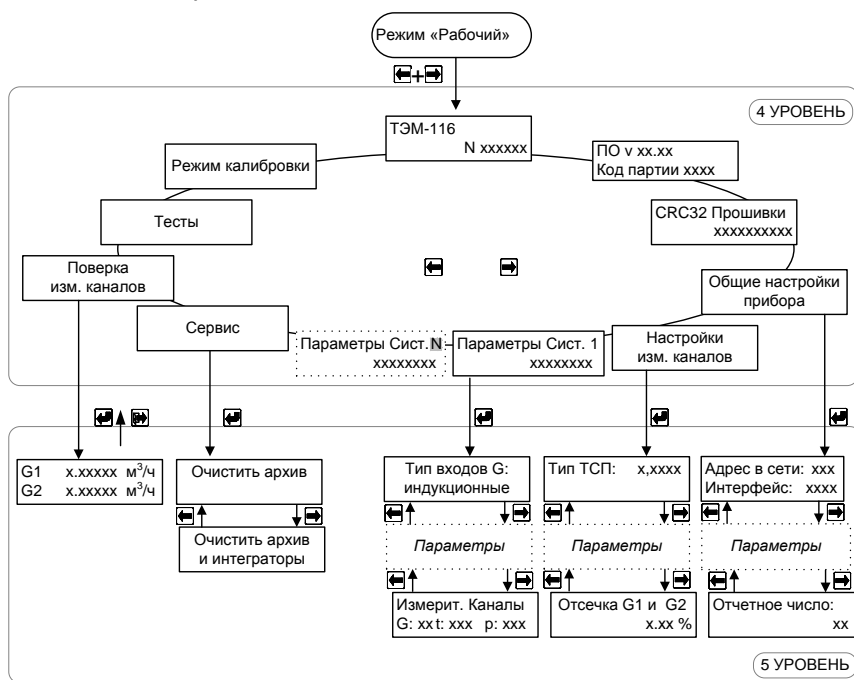 Режим «Рабочий»
+
4 УРОВЕНЬ
ТЭМ-116
N xxxxxx
Режим калибровки
ПО v xx.xx
Код партии xxxx
Тесты
CRC32 Прошивки
xxxxxxxxxx
Поверка
изм. каналов
Общие настройки
прибора
Сервис
Параметры Сист. N
xxxxxxxx
Параметры Сист. 1
xxxxxxxx
Настройки
изм. каналов
G1 x.xxxxx м³/ч
G2 x.xxxxx м³/ч
Очистить архив
Тип входов G:
индукционные
Тип ТСП: x,xxxx
Адрес в сети: xxx
Интерфейс: xxxx
Очистить архив
и интеграторы
Параметры
Параметры
Параметры
Измерит. Каналы
G: xx t: xxx p: xxx
Отсечка G1 и G2
x.xx %
Отчетное число:
xx
5 УРОВЕНЬ